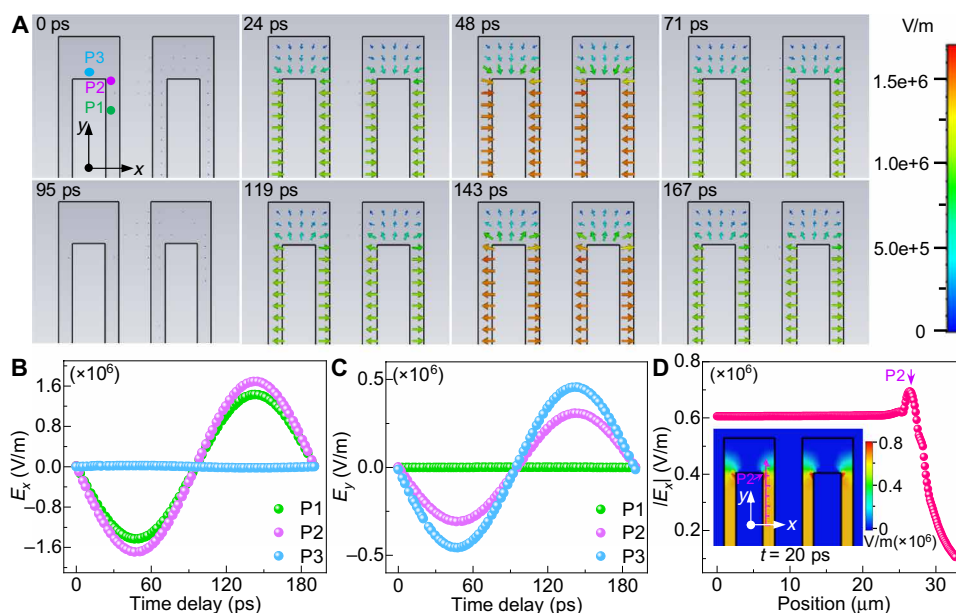 A
0 ps
24 ps
48 ps
71 ps
V/m
P3
P2
P1
y
x
1.5e+6
1.0e+6
5.0e+5
0
95 ps
119 ps
143 ps
167 ps
B
(×10⁶)
1.6
0.8
0.0
−0.8
−1.6
Eₓ (V/m)
P1
P2
P3
0 60 120 180
Time delay (ps)
C
(×10⁶)
0.5
0.0
−0.5
E_y (V/m)
P1
P2
P3
0 60 120 180
Time delay (ps)
D
(×10⁶)
P2
0.8
0.6
0.4
0.2
|Eₓ| (V/m)
P2
y
x
0.8
0.6
0.4
0.2
0
V/m(×10⁶)
t = 20 ps
0 10 20 30
Position (μm)